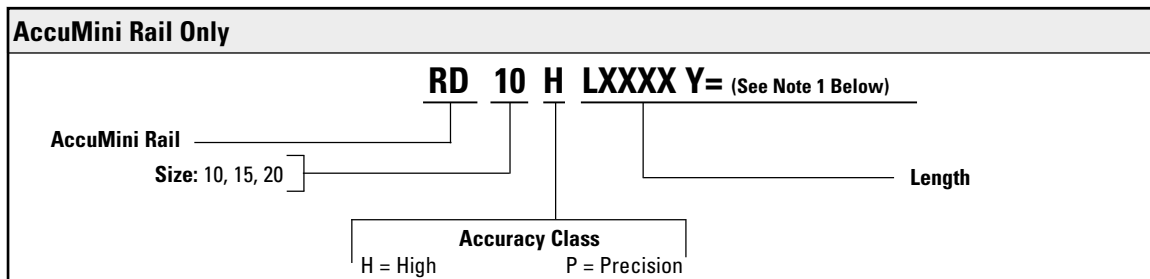 AccuMini Rail Only
RD 10 H LXXXX Y= (See Note 1 Below)
AccuMini Rail
Size: 10, 15, 20
Length
Accuracy Class
H = High P = Precision